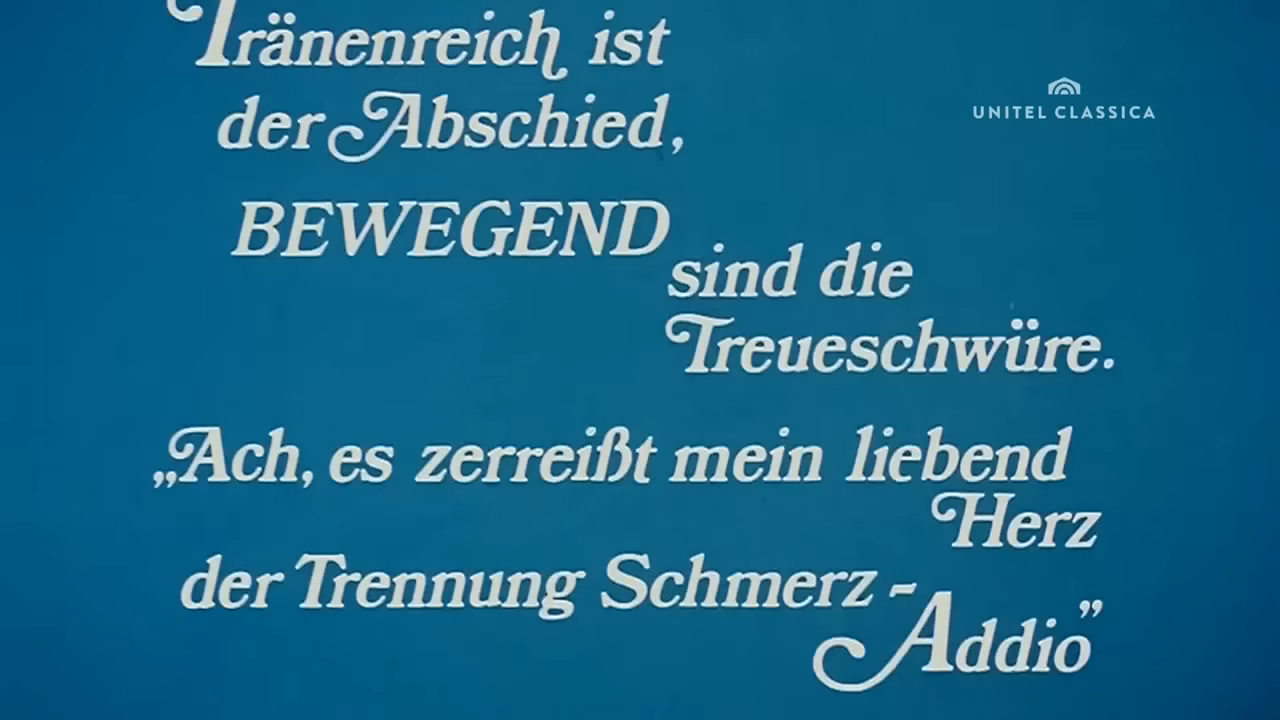 Tränenreich ist
der Abschied,
UNITEL CLASSICA
BEWEGEND
sind die
Treueschwüre.
„Ach, es zerreißt mein liebend
Herz
der Trennung Schmerz -
Addio”